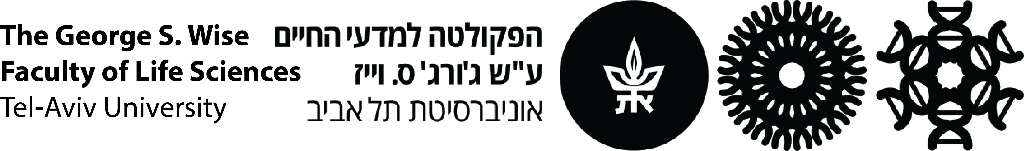 The George S. Wise
Faculty of Life Sciences
Tel-Aviv University
הפקולטה למדעי החיים
ע"ש ג'ורג' ס. וייז
אוניברסיטת תל אביב
את